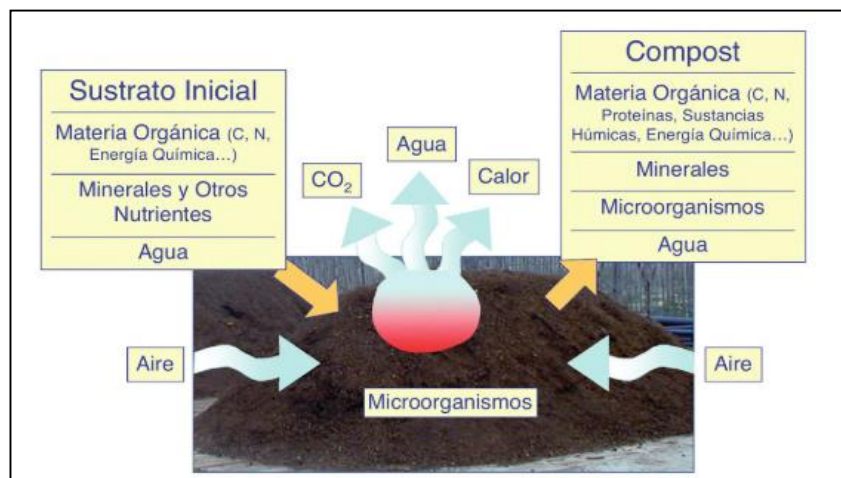 Sustrato Inicial
Materia Orgánica (C, N,
Energía Química...)
Minerales y Otros
Nutrientes
Agua
CO2
Agua
Calor
Compost
Materia Orgánica (C, N,
Proteínas, Sustancias
Húmicas, Energía Química...)
Minerales
Microorganismos
Agua
Aire
Microorganismos
Aire